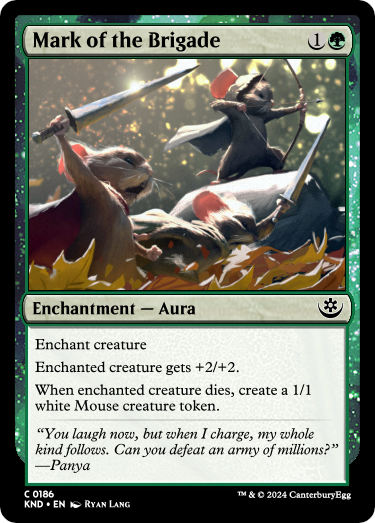 Mark of the Brigade 1
Enchantment — Aura
Enchant creature
Enchanted creature gets +2/+2.
When enchanted creature dies, create a 1/1
white Mouse creature token.
“You laugh now, but when I charge, my whole
kind follows. Can you defeat an army of millions?”
—Panya
C 0186
KND • EN Ryan Lang ™ & © 2024 CanterburyEgg